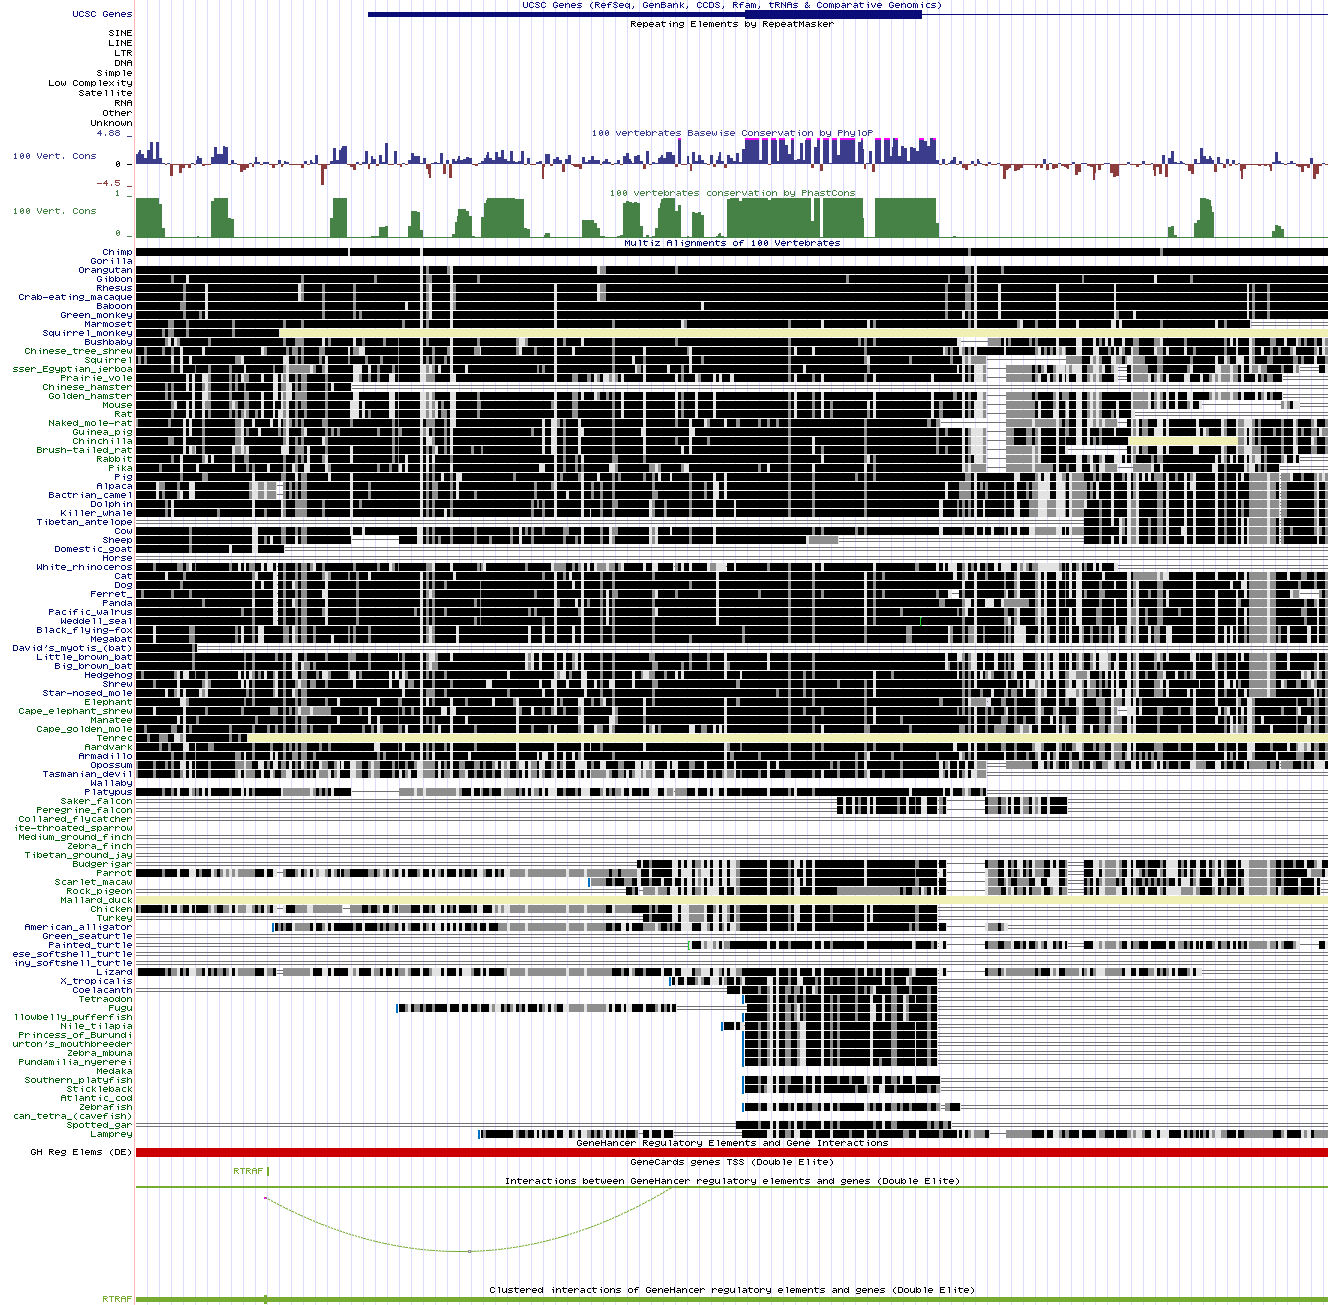 UCSC Genes (RefSeq, GenBank, CCDS, Rfam, tRNAs & Comparative Genomics)
UCSC Genes
Repeating Elements by RepeatMasker
SINE
LINE
LTR
DNA
Simple
Low Complexity
Satellite
RNA
Other
Unknown
4.88 _
100 vertebrates Basewise Conservation by PhyloP
100 Vert. Cons
0 -
-4.5 _
1 _
100 vertebrates conservation by PhastCons
100 Vert. Cons
0 _
Multiz Alignments of 100 Vertebrates
Chimp
Gorilla
Orangutan
Gibbon
Rhesus
Crab-eating_macaque
Baboon
Green_monkey
Marmoset
Squirrel_monkey
Bushbaby
Chinese_tree_shrew
Squirrel
sser_Egyptian_jerboa
Prairie_vole
Chinese_hamster
Golden_hamster
Mouse
Rat
Naked_mole-rat
Guinea_pig
Chinchilla
Brush-tailed_rat
Rabbit
Pika
Pig
Alpaca
Bactrian_camel
Dolphin
Killer_whale
Tibetan_antelope
Cow
Sheep
Domestic_goat
Horse
White_rhinoceros
Cat
Dog
Ferret_
Panda
Pacific_walrus
Weddell_seal
Black_flying-fox
Megabat
David's_myotis_(bat)
Little_brown_bat
Big_brown_bat
Hedgehog
Shrew
Star-nosed_mole
Elephant
Cape_elephant_shrew
Manatee
Cape_golden_mole
Tenrec
Aardvark
Armadillo
Opossum
Tasmanian_devil
Wallaby
Platypus
Saker_falcon
Peregrine_falcon
Collared_flycatcher
ite-throated_sparrow
Medium_ground_finch
Zebra_finch
Tibetan_ground_jay
Budgerigar
Parrot
Scarlet_macaw
Rock_pigeon
Mallard_duck
Chicken
Turkey
American_alligator
Green_seaturtle
Painted_turtle
ese_softshell_turtle
iny_softshell_turtle
Lizard
X_tropicalis
Coelacanth
Tetraodon
Fugu
llowbelly_pufferfish
Nile_tilapia
Princess_of_Burundi
urton's_mouthbreeder
Zebra_mbuna
Pundamilia_nyererei
Medaka
Southern_platyfish
Stickleback
Atlantic_cod
Zebrafish
can_tetra_(cavefish)
Spotted_gar
Lamprey
GeneHancer Regulatory Elements and Gene Interactions
GH Reg Elems (DE)
GeneCards genes TSS (Double Elite)
RTRAF
Interactions between GeneHancer regulatory elements and genes (Double Elite)
Clustered interactions of GeneHancer regulatory elements and genes (Double Elite)
RTRAF